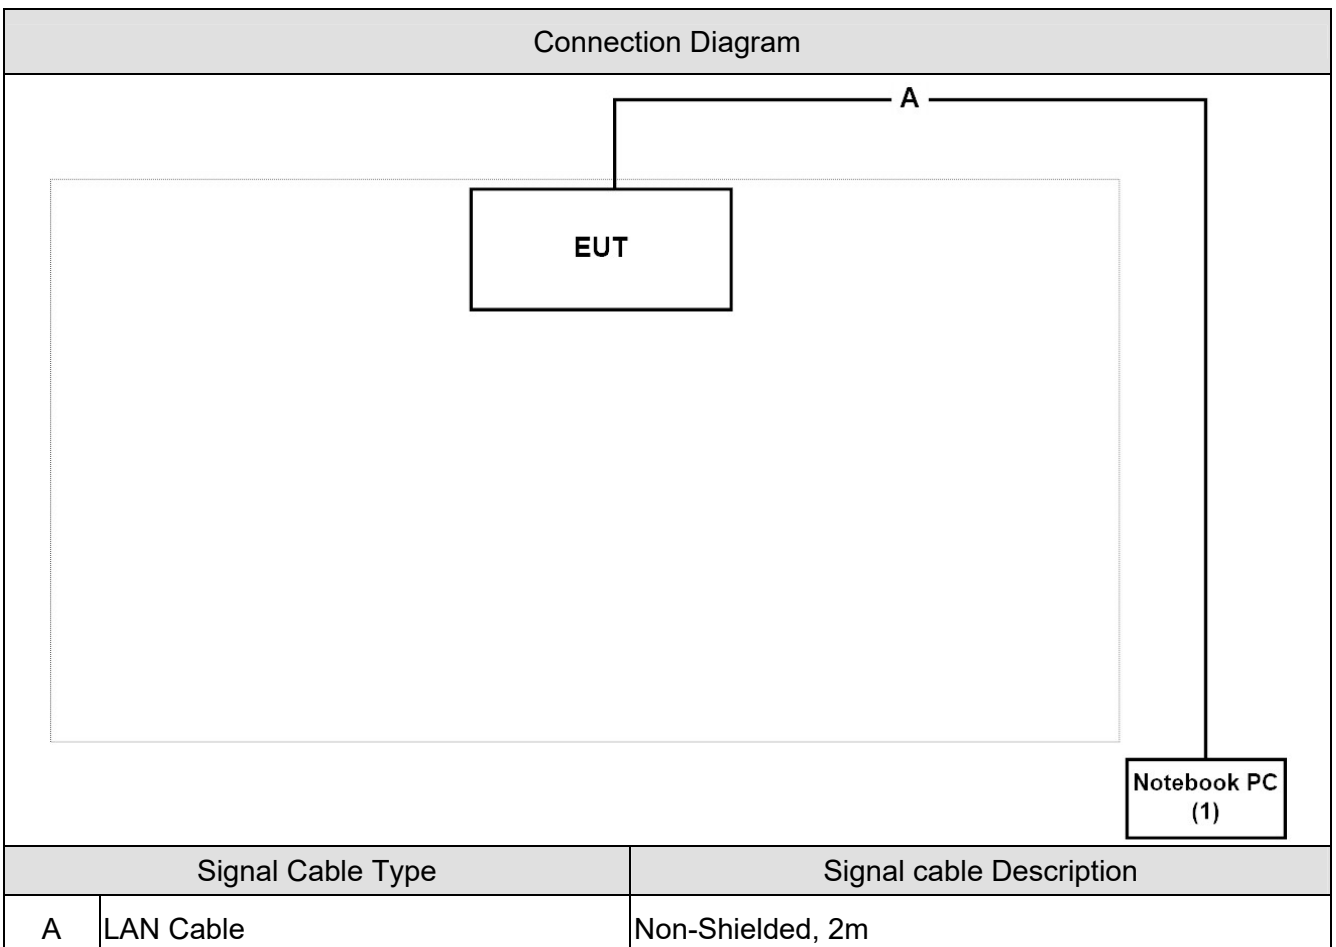 Connection Diagram
A
EUT
Notebook PC
(1)
Signal Cable Type
Signal cable Description
A
LAN Cable
Non-Shielded, 2m